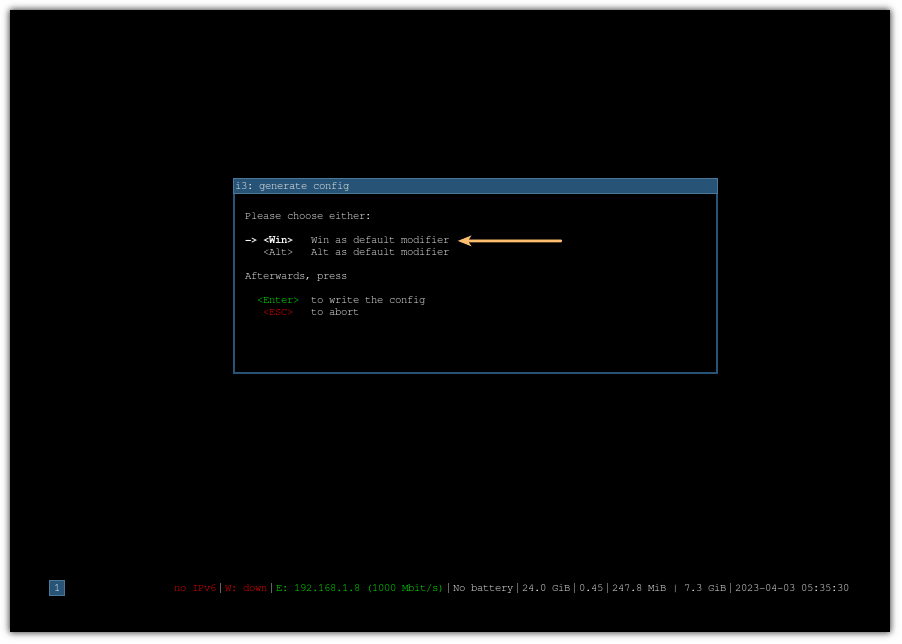 i3: generate config
Please choose either:
—> <Win> Win as default modifier
<Alt> Alt as default modifier
Afterwards, press
<Enter> to write the config
<ESC> to abort
1
no IPv6|W: down|E: 192.168.1.8 (1000 Mbit/s)|No battery|24.0 GiB|0.45|247.8 MiB | 7.3 GiB|2023-04-03 05:35:30